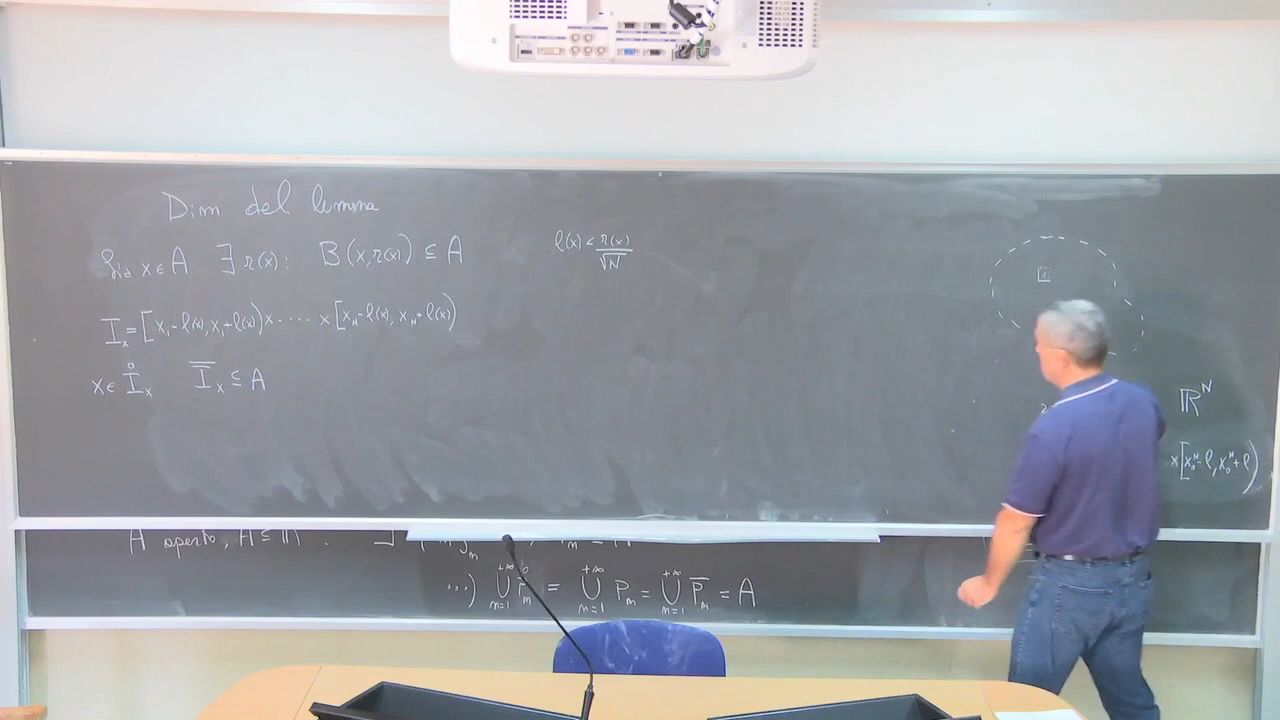 Dim del lemma
Sia x ∈ A ∃ r(x): B(x, r(x)) ⊆ A
ℓ(x) < r(x)/√N
I_x = [x_1 - ℓ(x), x_1 + ℓ(x)) x ---- x [x_N - ℓ(x), x_N + ℓ(x))
x ∈ I̊_x Ī_x ⊆ A
ℝ^N
x [x_0^N - ℓ, x_0^N + ℓ)
A aperto, A ⊆ ℝ
...) ⋃_{m=1}^{+∞} P̊_m = ⋃_{m=1}^{+∞} P_m = ⋃_{m=1}^{+∞} P̄_m = A